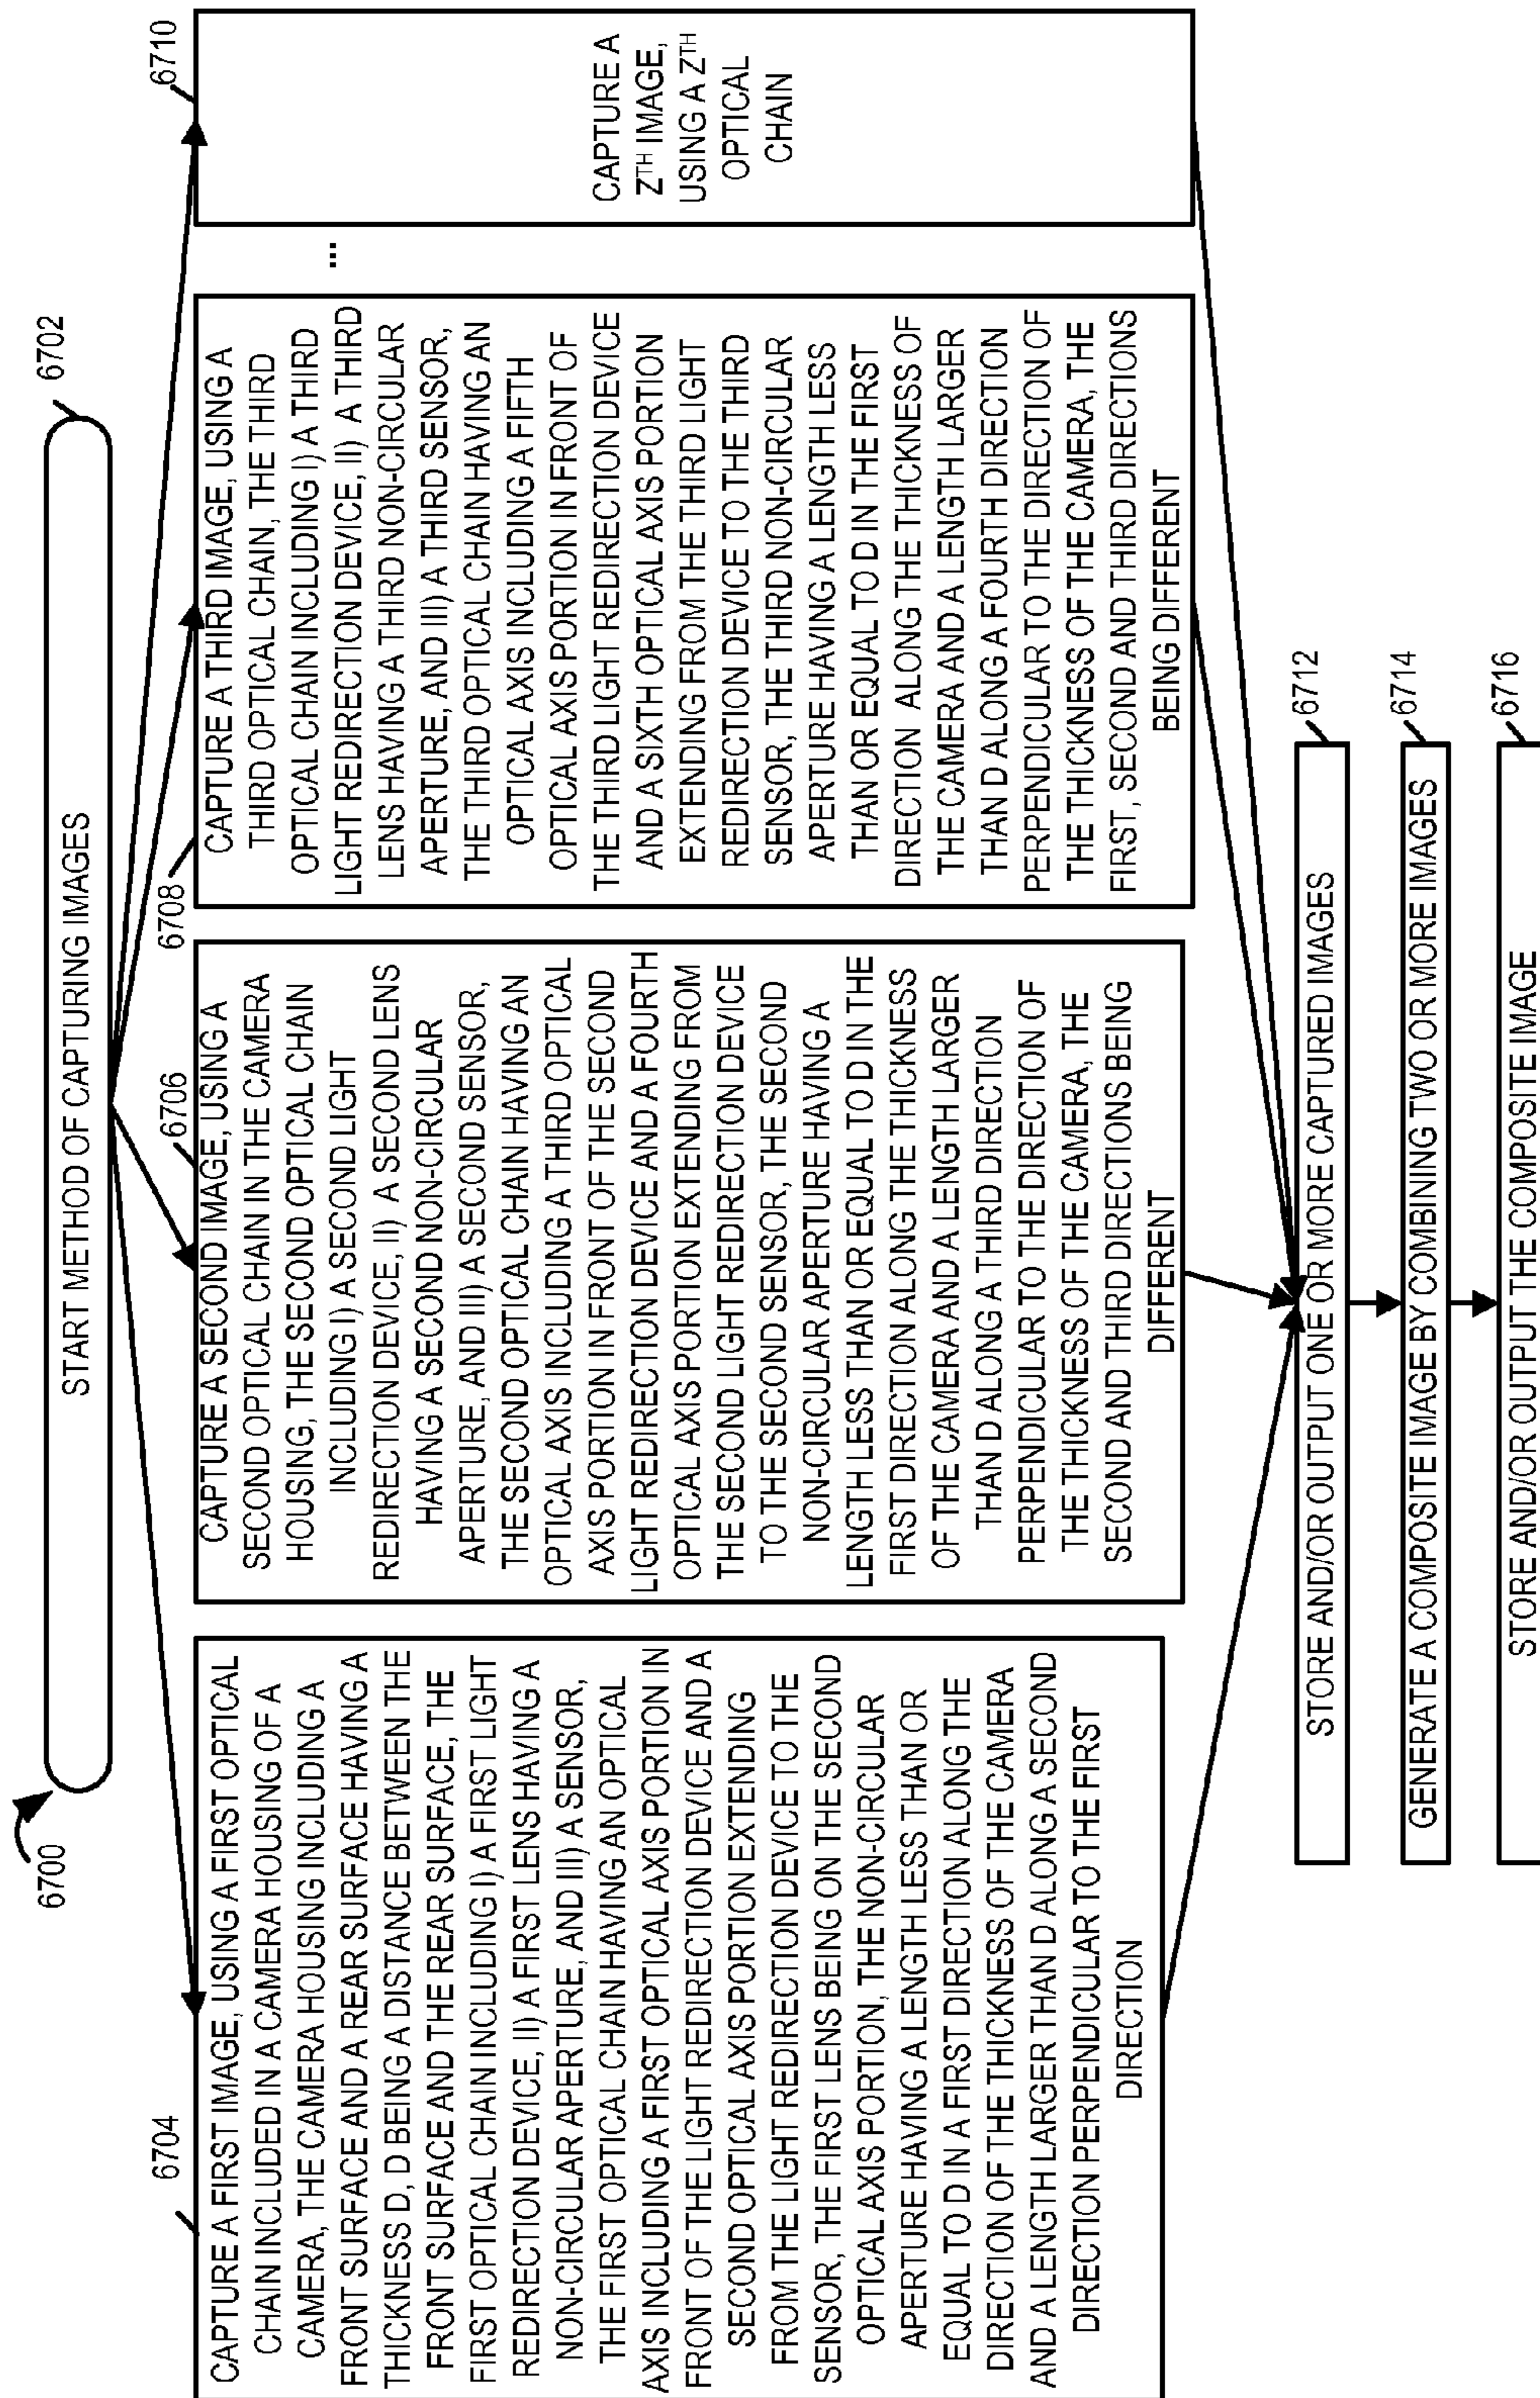 6700
START METHOD OF CAPTURING IMAGES
6702
6704
CAPTURE A FIRST IMAGE, USING A FIRST OPTICAL
CHAIN INCLUDED IN A CAMERA HOUSING OF A
CAMERA, THE CAMERA HOUSING INCLUDING A
FRONT SURFACE AND A REAR SURFACE HAVING A
THICKNESS D, D BEING A DISTANCE BETWEEN THE
FRONT SURFACE AND THE REAR SURFACE, THE
FIRST OPTICAL CHAIN INCLUDING I) A FIRST LIGHT
REDIRECTION DEVICE, II) A FIRST LENS HAVING A
NON-CIRCULAR APERTURE, AND III) A SENSOR,
THE FIRST OPTICAL CHAIN HAVING AN OPTICAL
AXIS INCLUDING A FIRST OPTICAL AXIS PORTION IN
FRONT OF THE LIGHT REDIRECTION DEVICE AND A
SECOND OPTICAL AXIS PORTION EXTENDING
FROM THE LIGHT REDIRECTION DEVICE TO THE
SENSOR, THE FIRST LENS BEING ON THE SECOND
OPTICAL AXIS PORTION, THE NON-CIRCULAR
APERTURE HAVING A LENGTH LESS THAN OR
EQUAL TO D IN A FIRST DIRECTION ALONG THE
DIRECTION OF THE THICKNESS OF THE CAMERA
AND A LENGTH LARGER THAN D ALONG A SECOND
DIRECTION PERPENDICULAR TO THE FIRST
DIRECTION
6706
CAPTURE A SECOND IMAGE, USING A
SECOND OPTICAL CHAIN IN THE CAMERA
HOUSING, THE SECOND OPTICAL CHAIN
INCLUDING I) A SECOND LIGHT
REDIRECTION DEVICE, II) A SECOND LENS
HAVING A SECOND NON-CIRCULAR
APERTURE, AND III) A SECOND SENSOR,
THE SECOND OPTICAL CHAIN HAVING AN
OPTICAL AXIS INCLUDING A THIRD OPTICAL
AXIS PORTION IN FRONT OF THE SECOND
LIGHT REDIRECTION DEVICE AND A FOURTH
OPTICAL AXIS PORTION EXTENDING FROM
THE SECOND LIGHT REDIRECTION DEVICE
TO THE SECOND SENSOR, THE SECOND
NON-CIRCULAR APERTURE HAVING A
LENGTH LESS THAN OR EQUAL TO D IN THE
FIRST DIRECTION ALONG THE THICKNESS
OF THE CAMERA AND A LENGTH LARGER
THAN D ALONG A THIRD DIRECTION
PERPENDICULAR TO THE DIRECTION OF
THE THICKNESS OF THE CAMERA, THE
SECOND AND THIRD DIRECTIONS BEING
DIFFERENT
6708
CAPTURE A THIRD IMAGE, USING A
THIRD OPTICAL CHAIN, THE THIRD
OPTICAL CHAIN INCLUDING I) A THIRD
LIGHT REDIRECTION DEVICE, II) A THIRD
LENS HAVING A THIRD NON-CIRCULAR
APERTURE, AND III) A THIRD SENSOR,
THE THIRD OPTICAL CHAIN HAVING AN
OPTICAL AXIS INCLUDING A FIFTH
OPTICAL AXIS PORTION IN FRONT OF
THE THIRD LIGHT REDIRECTION DEVICE
AND A SIXTH OPTICAL AXIS PORTION
EXTENDING FROM THE THIRD LIGHT
REDIRECTION DEVICE TO THE THIRD
SENSOR, THE THIRD NON-CIRCULAR
APERTURE HAVING A LENGTH LESS
THAN OR EQUAL TO D IN THE FIRST
DIRECTION ALONG THE THICKNESS OF
THE CAMERA AND A LENGTH LARGER
THAN D ALONG A FOURTH DIRECTION
PERPENDICULAR TO THE DIRECTION OF
THE THICKNESS OF THE CAMERA, THE
FIRST, SECOND AND THIRD DIRECTIONS
BEING DIFFERENT
...
6710
CAPTURE A
ZTH IMAGE,
USING A ZTH
OPTICAL
CHAIN
6712
STORE AND/OR OUTPUT ONE OR MORE CAPTURED IMAGES
6714
GENERATE A COMPOSITE IMAGE BY COMBINING TWO OR MORE IMAGES
6716
STORE AND/OR OUTPUT THE COMPOSITE IMAGE